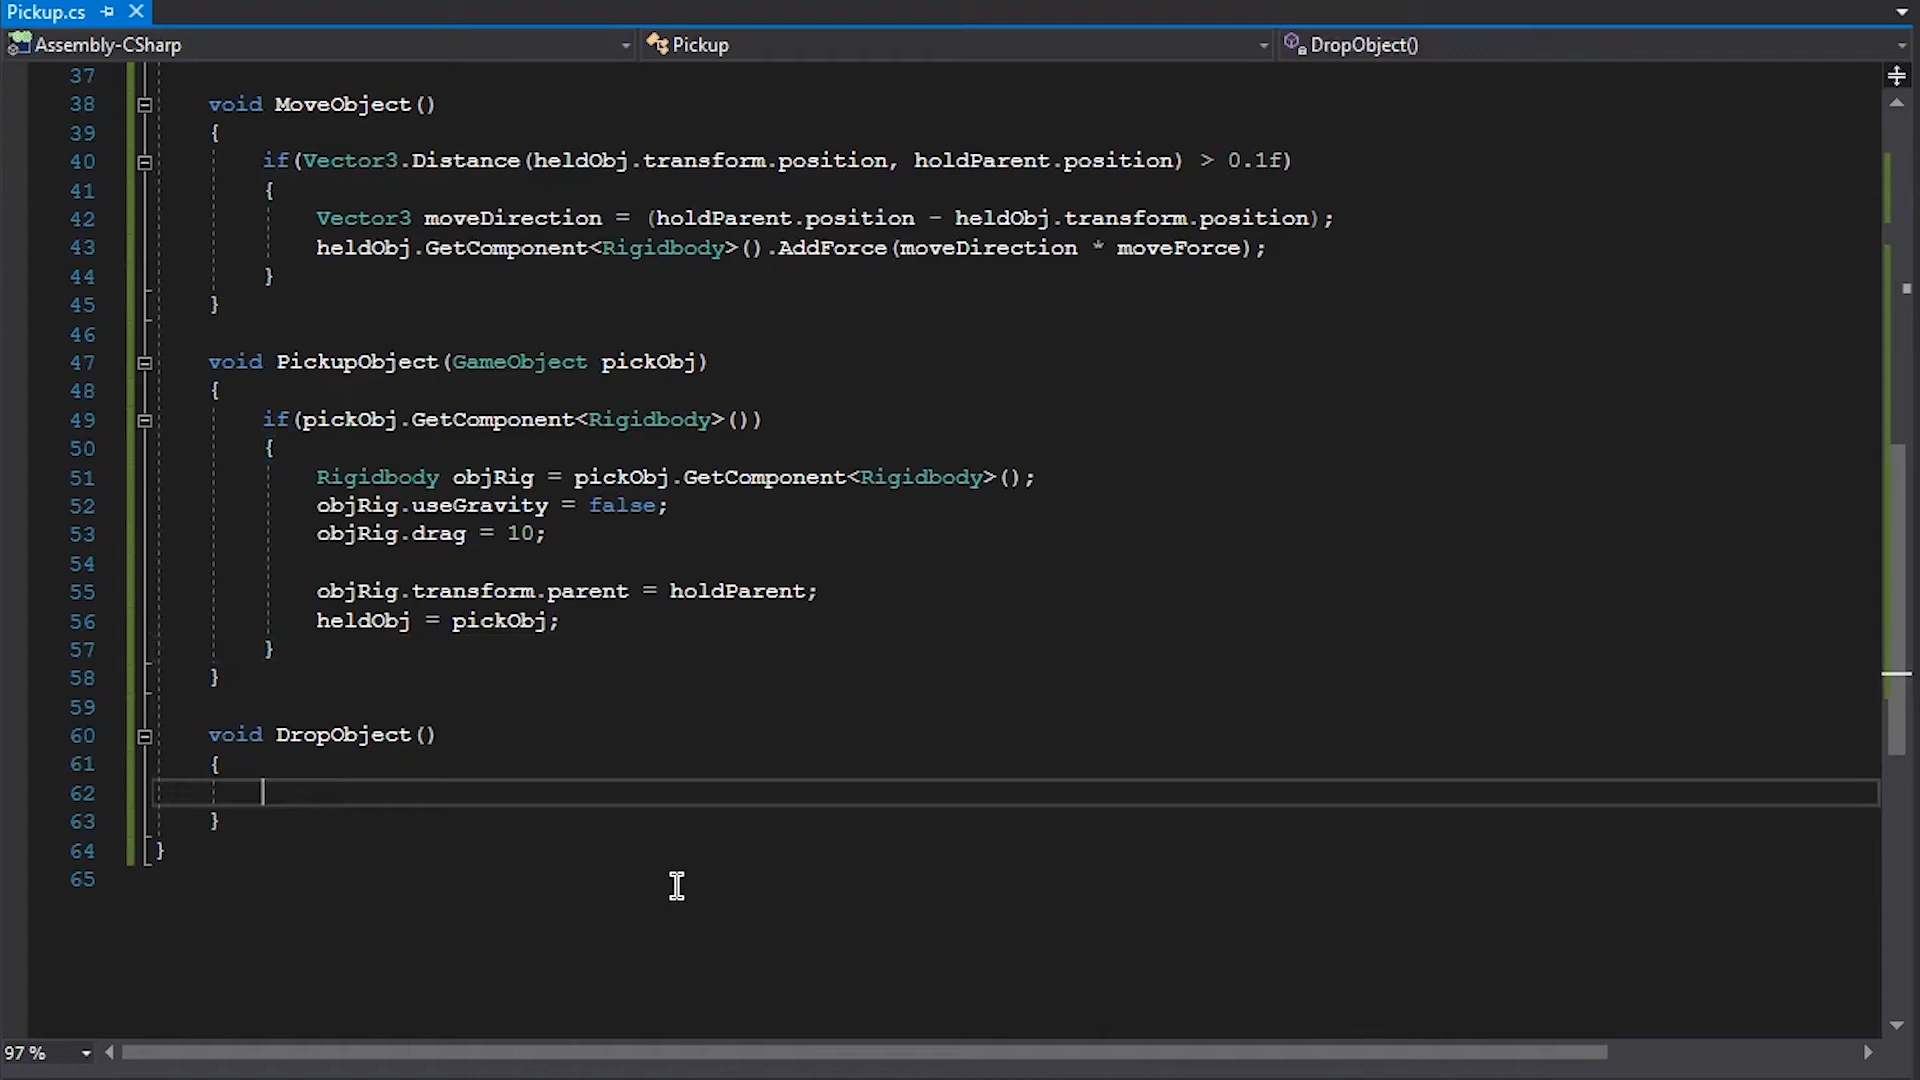 Pickup.cs
Assembly-CSharp Pickup DropObject()
37
38 void MoveObject()
39 {
40 if(Vector3.Distance(heldObj.transform.position, holdParent.position) > 0.1f)
41 {
42 Vector3 moveDirection = (holdParent.position - heldObj.transform.position);
43 heldObj.GetComponent<Rigidbody>().AddForce(moveDirection * moveForce);
44 }
45 }
46
47 void PickupObject(GameObject pickObj)
48 {
49 if(pickObj.GetComponent<Rigidbody>())
50 {
51 Rigidbody objRig = pickObj.GetComponent<Rigidbody>();
52 objRig.useGravity = false;
53 objRig.drag = 10;
54
55 objRig.transform.parent = holdParent;
56 heldObj = pickObj;
57 }
58 }
59
60 void DropObject()
61 {
62
63 }
64 }
65
97 %